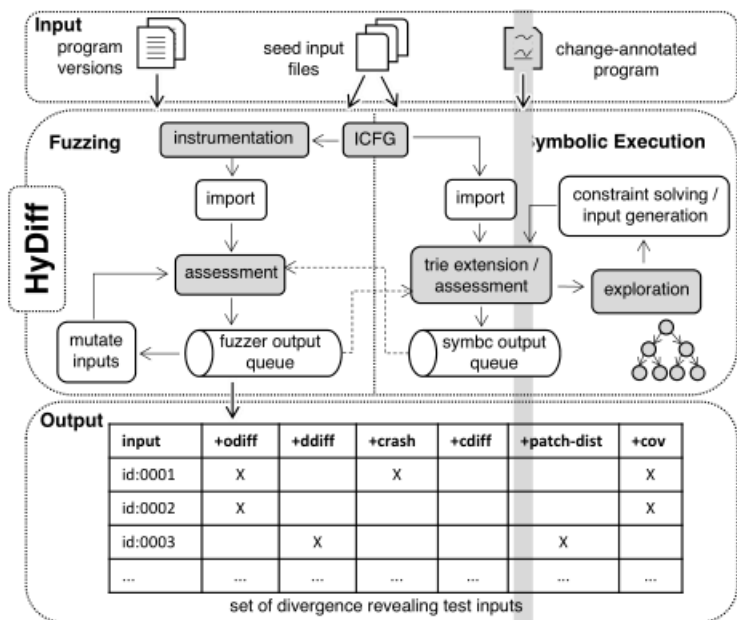 Input
program
versions
seed input
files
change-annotated
program
Fuzzing
instrumentation
ICFG
ymbolic Execution
import
import
constraint solving /
input generation
HyDiff
assessment
trie extension /
assessment
exploration
mutate
inputs
fuzzer output
queue
symbc output
queue
Output
input +odiff +ddiff +crash +cdiff +patch-dist +cov
id:0001 X X X
id:0002 X X
id:0003 X X
... ... ... ... ... ... ...
set of divergence revealing test inputs